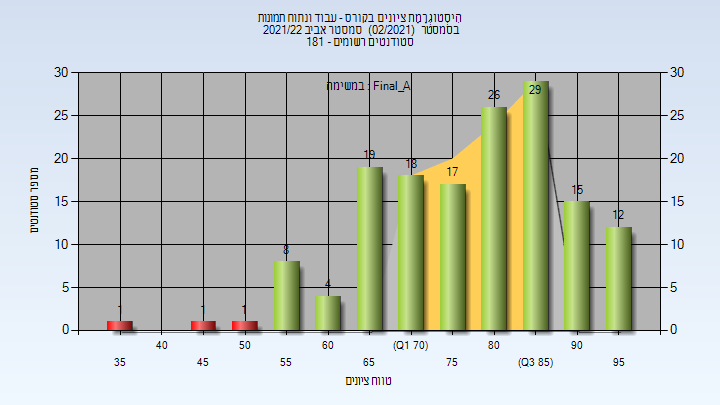 היסטוגרמת ציונים בקורס - עבוד ונתוח תמונות
בסמסטר (02/2021) סמסטר אביב 2021/22
סטודנטים רשומים - 181
במשימה : Final_A
30 30
25 25
20 20
15 15
10 10
5 5
0 0
1 1 1 8 4 19 18 17 26 29 15 12
40 50 60 (Q1 70) 80 90
35 45 55 65 75 (Q3 85) 95
מספר סטודנטים
טווח ציונים